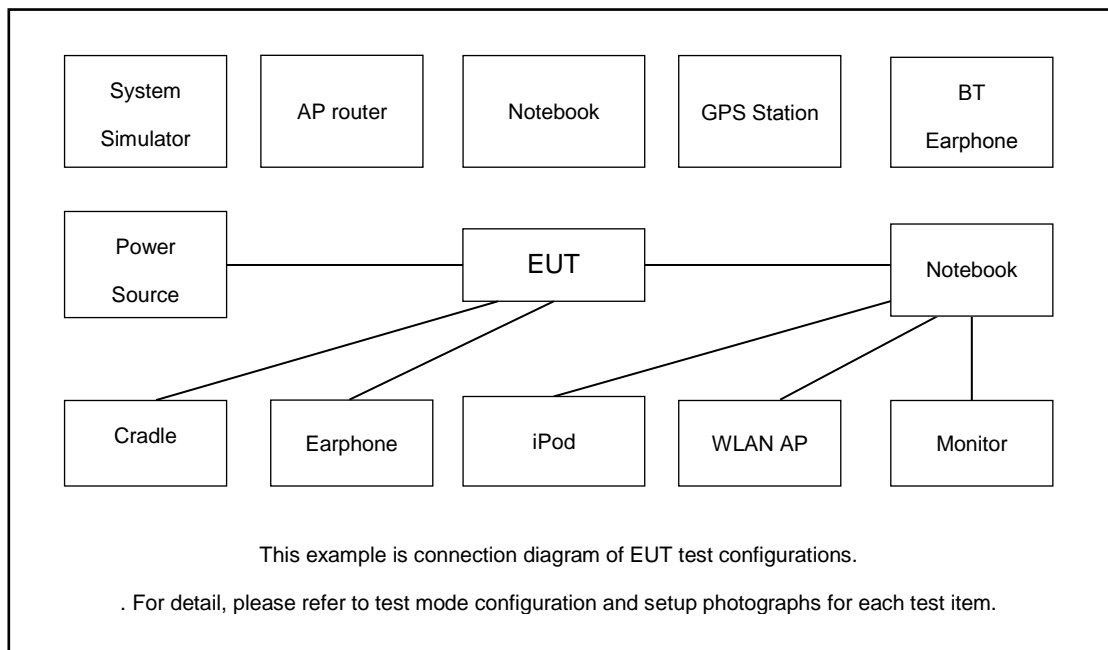 System
Simulator
AP router
Notebook
GPS Station
BT
Earphone
Power
Source
EUT
Notebook
Cradle
Earphone
iPod
WLAN AP
Monitor
This example is connection diagram of EUT test configurations.
. For detail, please refer to test mode configuration and setup photographs for each test item.